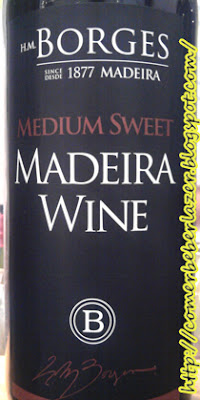 H.M. BORGES
SINCE
DESDE 1877 MADEIRA
MEDIUM SWEET
MADEIRA
WINE
B
http://comerbeberlazer.blogspot.com/